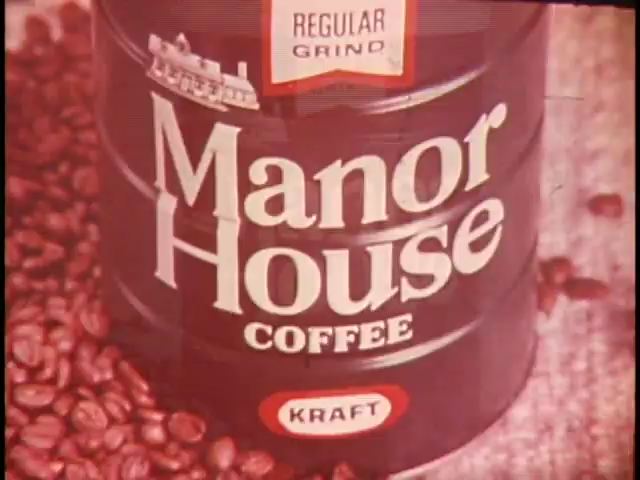 REGULAR
GRIND
Manor
House
COFFEE
KRAFT